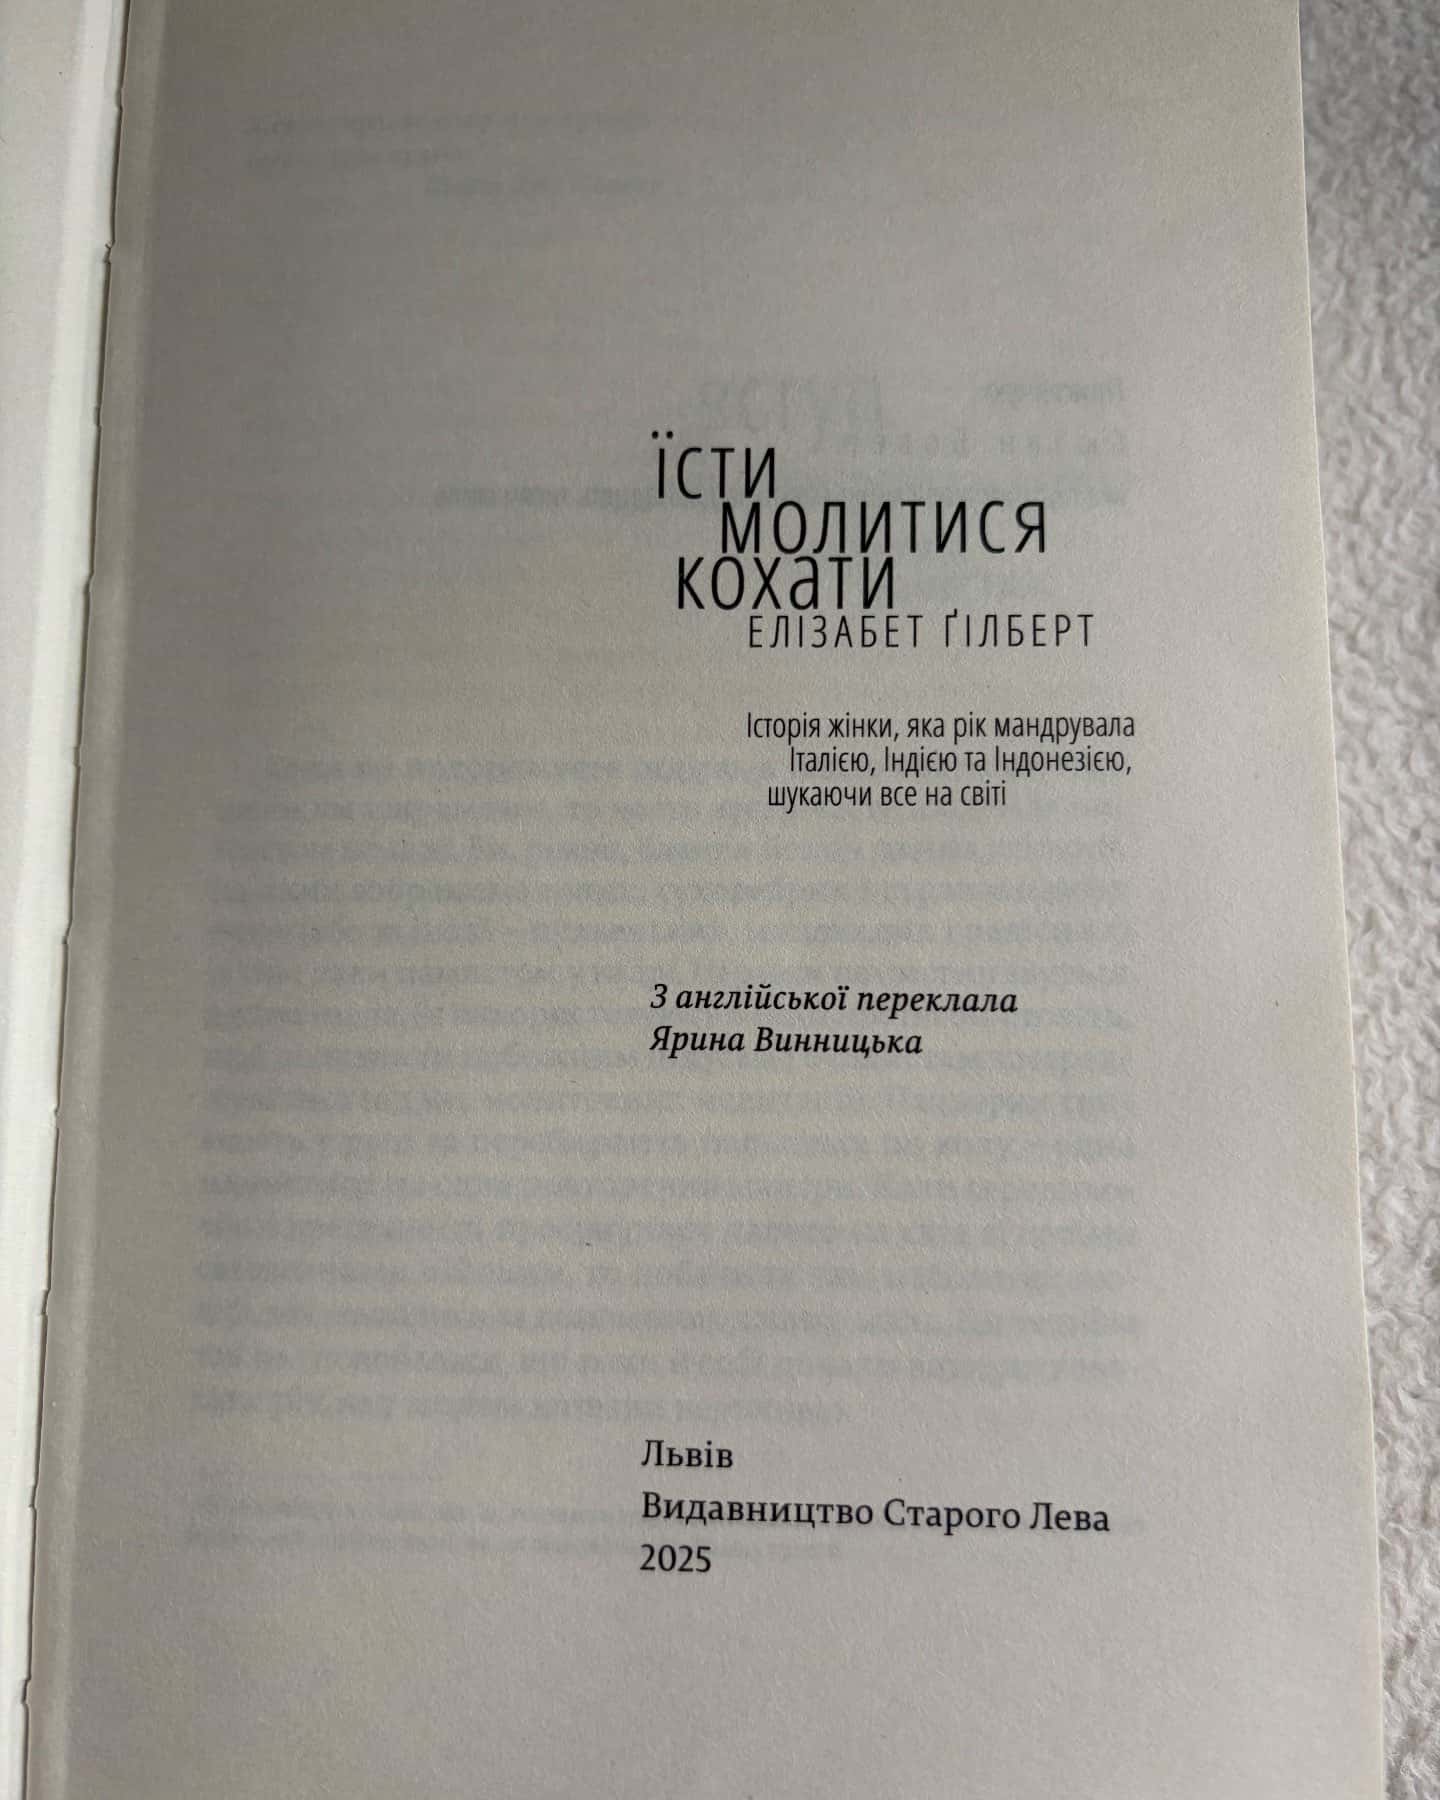 їсти
молитися
кохати
ЕЛІЗАБЕТ ҐІЛБЕРТ
Історія жінки, яка рік мандрувала
Італією, Індією та Індонезією,
шукаючи все на світі
З англійської переклала
Ярина Винницька
Львів
Видавництво Старого Лева
2025